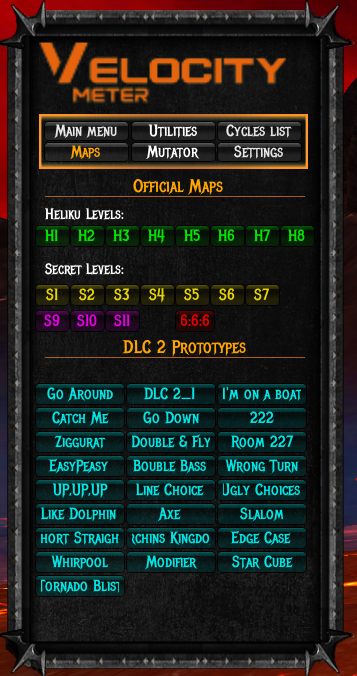 Velocity
Meter
Main menu Utilities Cycles list
Maps Mutator Settings
Official Maps
Heliku Levels:
H1 H2 H3 H4 H5 H6 H7 H8
Secret Levels:
S1 S2 S3 S4 S5 S6 S7
S9 S10 S11 6:6:6
DLC 2 Prototypes
Go Around DLC 2_1 I'm on a boat
Catch Me Go Down 222
Ziggurat Double & Fly Room 227
EasyPeasy Bouble Bass Wrong Turn
UP.UP.UP Line Choice Ugly Choices
Like Dolphin Axe Slalom
hort Straigh chins Kingdo Edge Case
Whirpool Modifier Star Cube
Tornado Blist